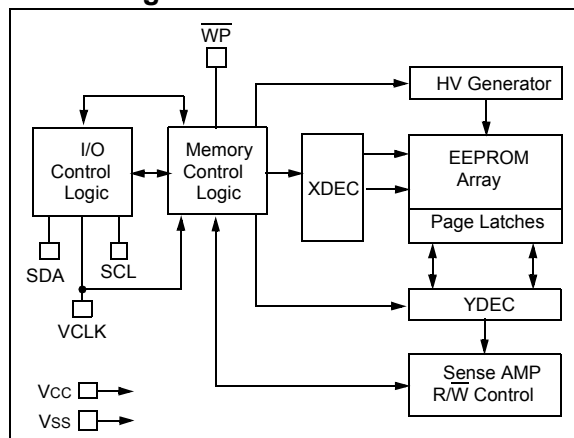 W̅P̅
HV Generator
I/O
Control
Logic
Memory
Control
Logic
XDEC
EEPROM
Array
Page Latches
SDA
SCL
VCLK
YDEC
Sense AMP
R/W̅ Control
Vcc
Vss